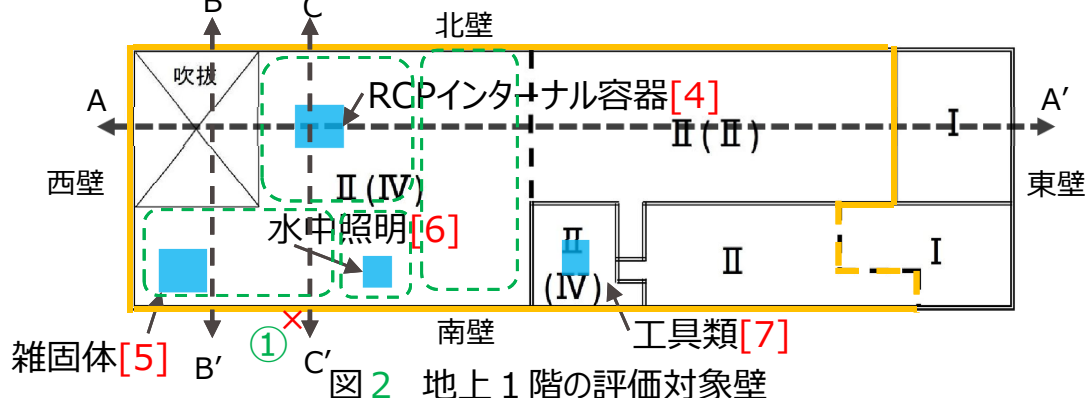 B C
北壁
吹抜
RCPインターナル容器[4]
A A′
Ⅱ(Ⅱ) Ⅰ
西壁 東壁
Ⅱ(Ⅳ)
水中照明[6]
Ⅱ Ⅱ Ⅰ
(Ⅳ)
① × 南壁 工具類[7]
雑固体[5] B′ C′
図2 地上1階の評価対象壁